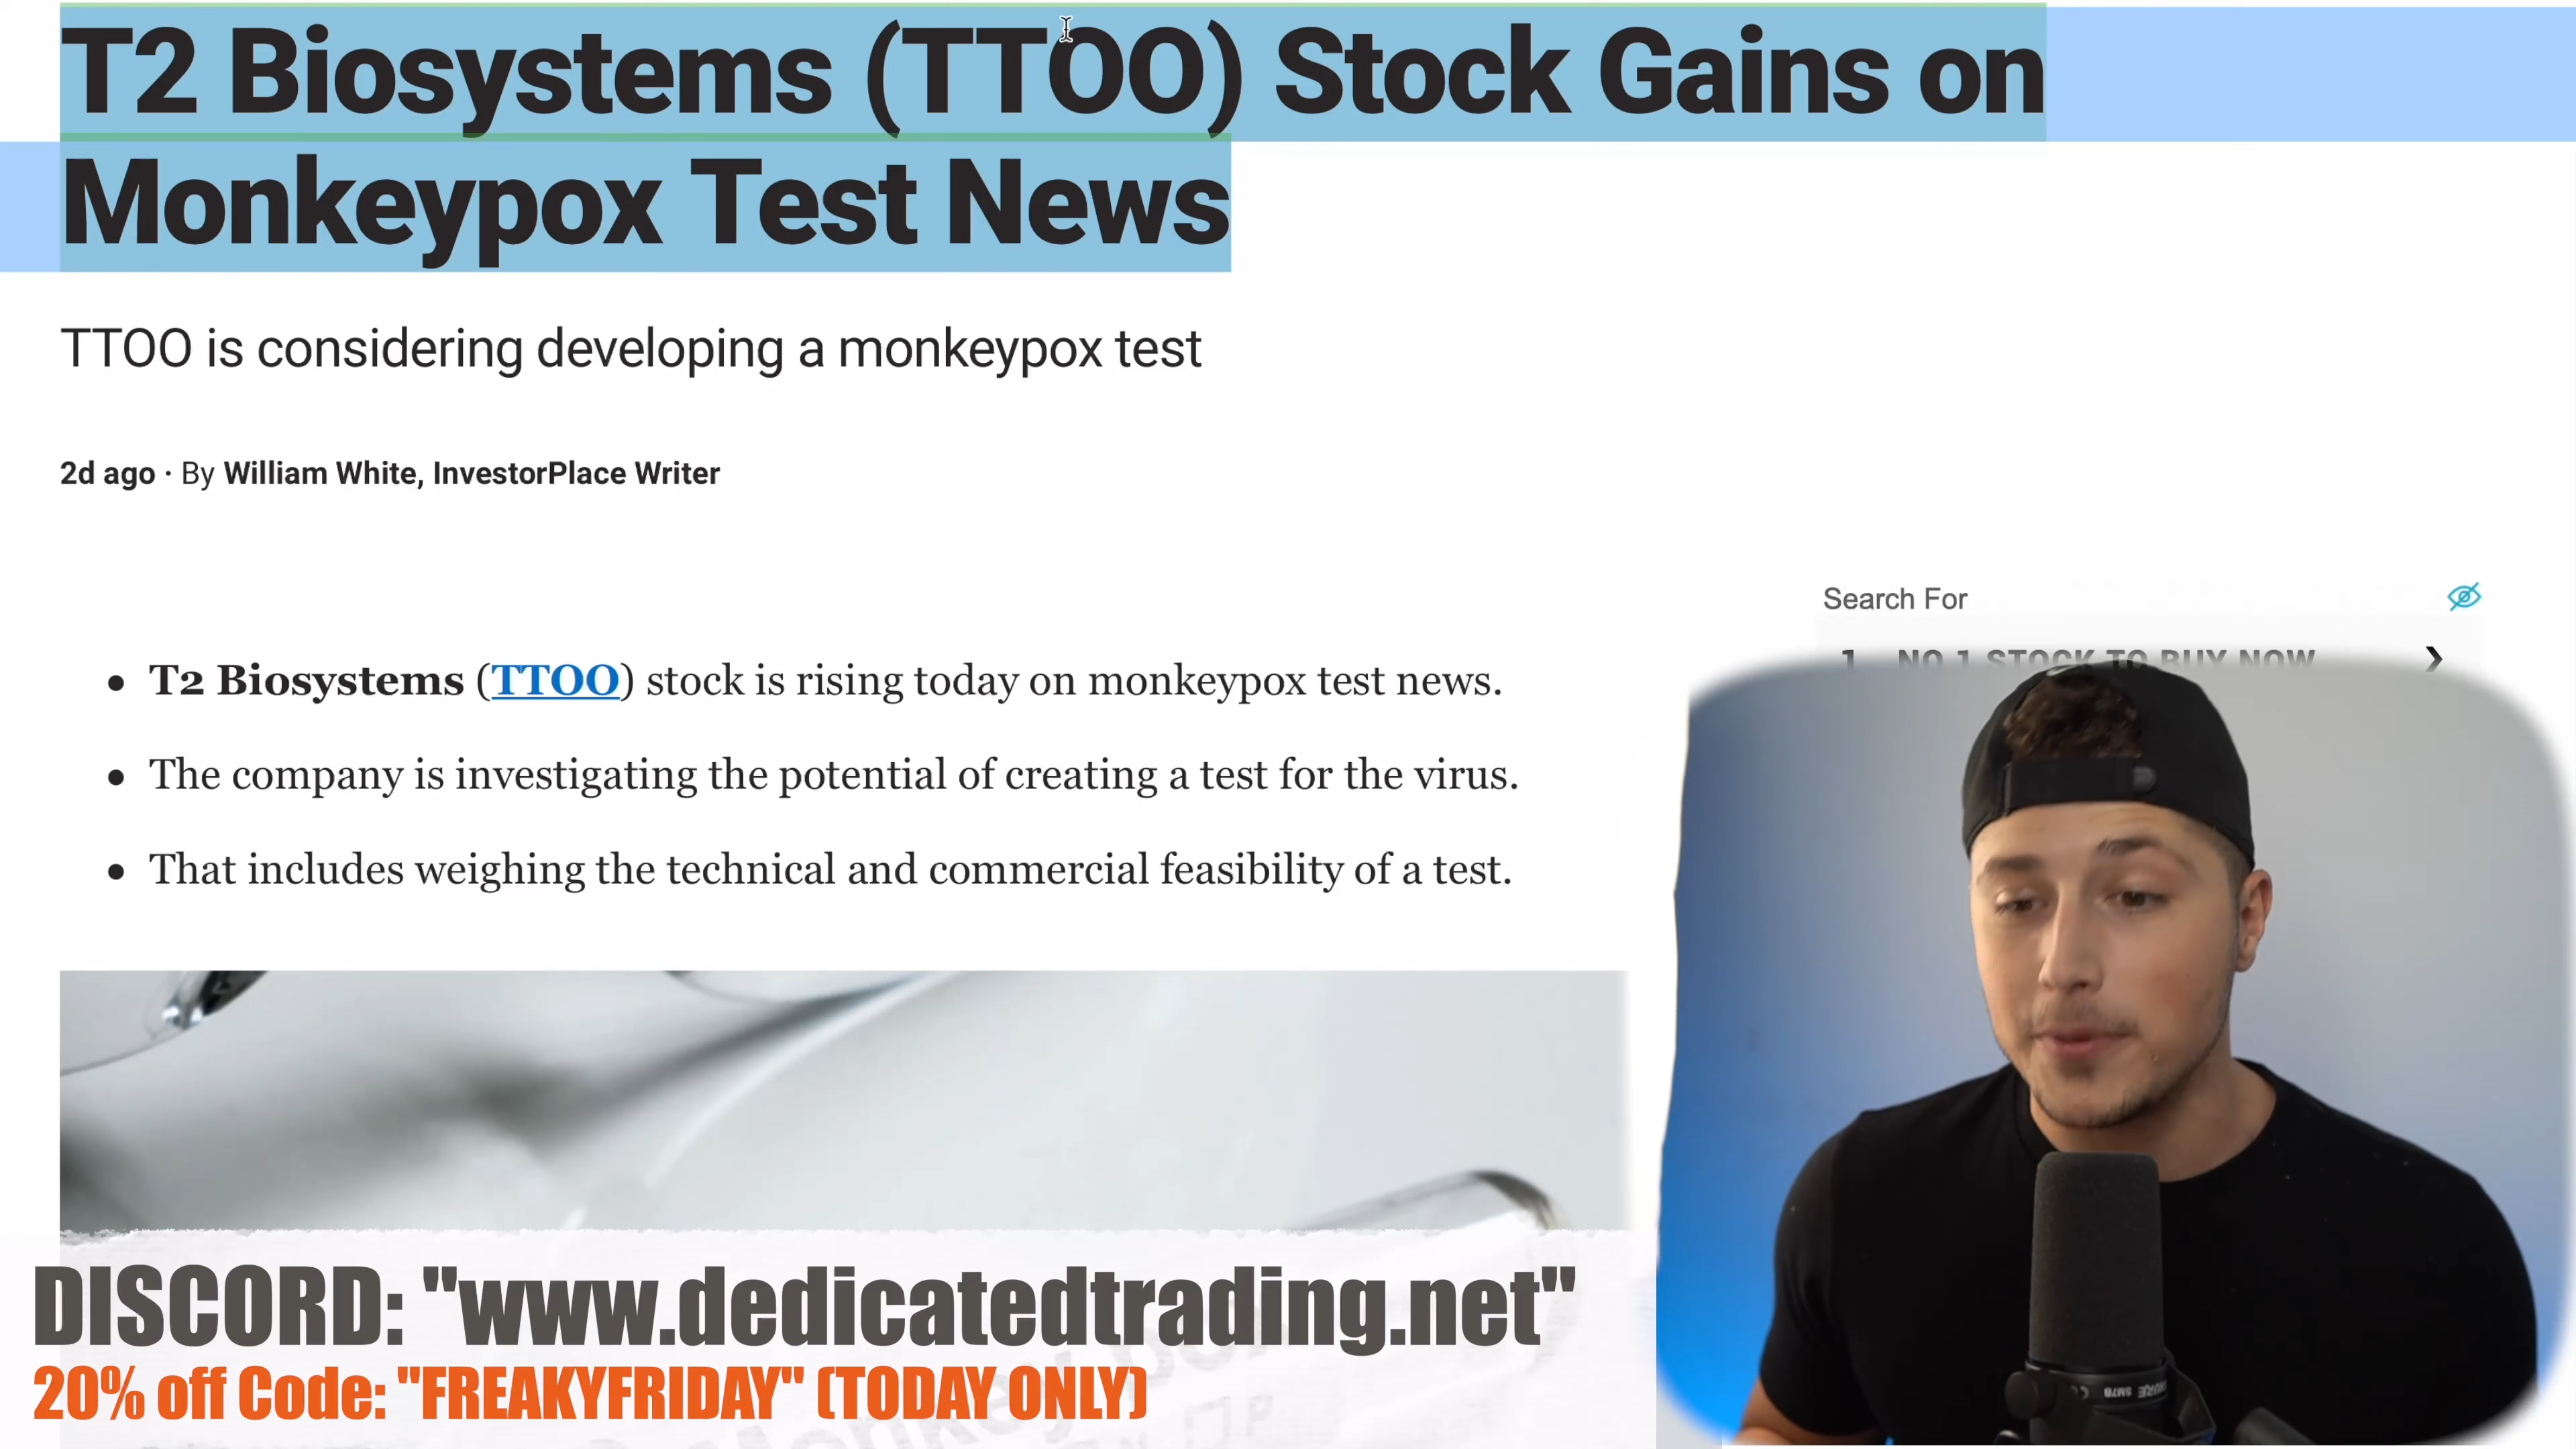 T2 Biosystems (TTOO) Stock Gains on
Monkeypox Test News
TTOO is considering developing a monkeypox test
2d ago · By William White, InvestorPlace Writer
Search For
1 NO 1 STOCK TO BUY NOW
• T2 Biosystems (TTOO) stock is rising today on monkeypox test news.
• The company is investigating the potential of creating a test for the virus.
• That includes weighing the technical and commercial feasibility of a test.
DISCORD: "www.dedicatedtrading.net"
20% off Code: "FREAKYFRIDAY" (TODAY ONLY)